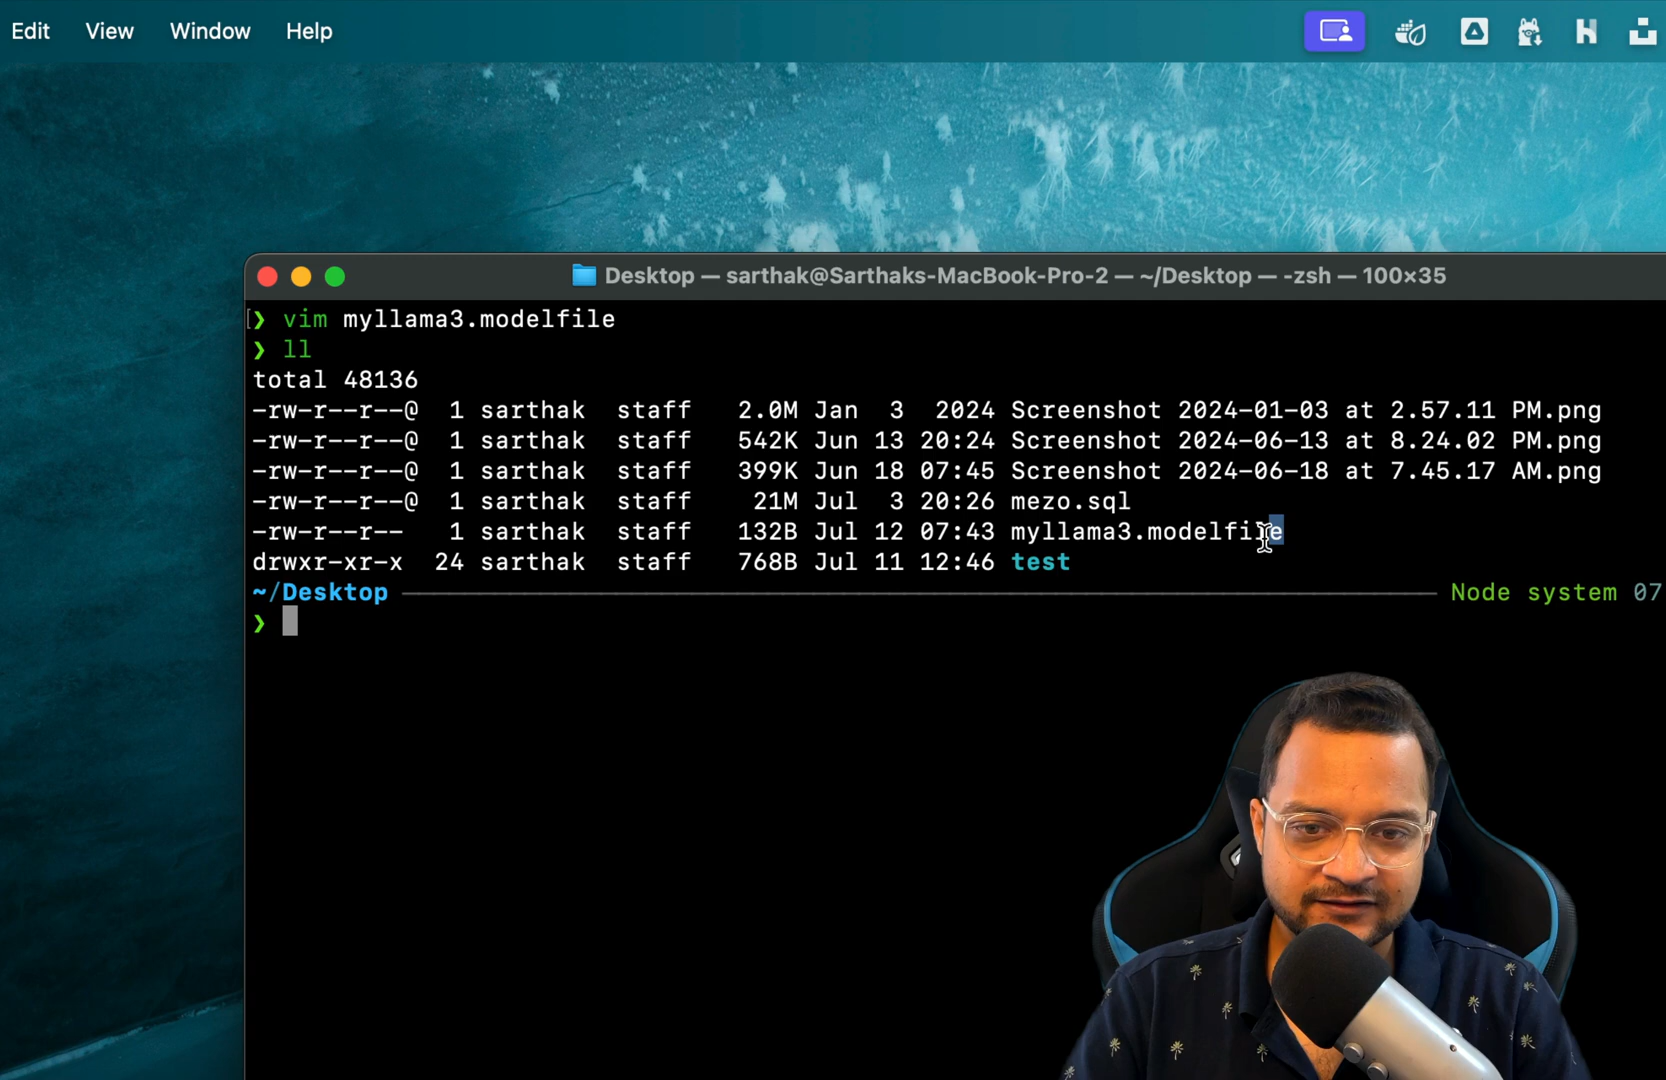 Edit View Window Help
Desktop — sarthak@Sarthaks-MacBook-Pro-2 — ~/Desktop — -zsh — 100×35
[❯ vim myllama3.modelfile
❯ ll
total 48136
-rw-r--r--@ 1 sarthak staff 2.0M Jan 3 2024 Screenshot 2024-01-03 at 2.57.11 PM.png
-rw-r--r--@ 1 sarthak staff 542K Jun 13 20:24 Screenshot 2024-06-13 at 8.24.02 PM.png
-rw-r--r--@ 1 sarthak staff 399K Jun 18 07:45 Screenshot 2024-06-18 at 7.45.17 AM.png
-rw-r--r--@ 1 sarthak staff 21M Jul 3 20:26 mezo.sql
-rw-r--r-- 1 sarthak staff 132B Jul 12 07:43 myllama3.modelfile
drwxr-xr-x 24 sarthak staff 768B Jul 11 12:46 test
~/Desktop Node system 07
❯